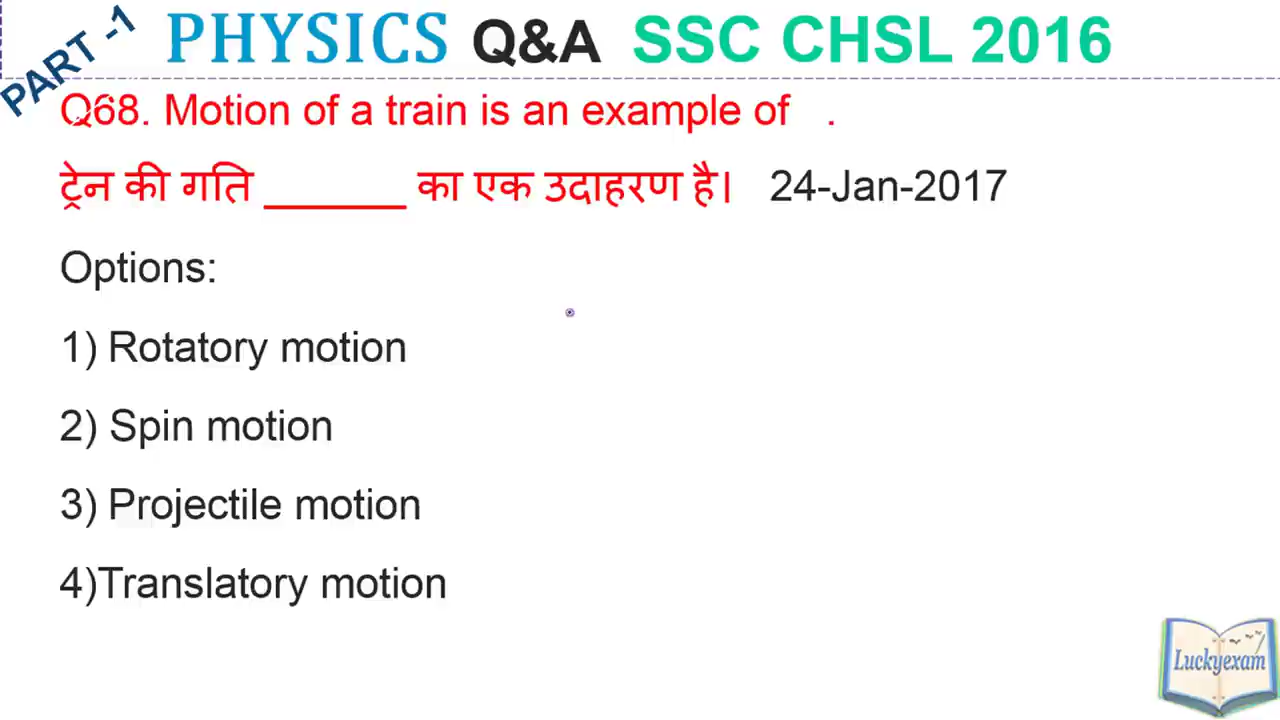 PART -1
PHYSICS Q&A SSC CHSL 2016
Q68. Motion of a train is an example of .
ट्रेन की गति ______ का एक उदाहरण है। 24-Jan-2017
Options:
1) Rotatory motion
2) Spin motion
3) Projectile motion
4)Translatory motion
Luckyexam